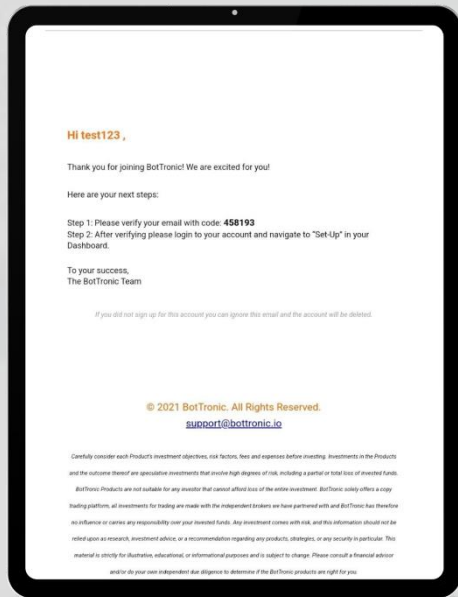 Hi test123 ,
Thank you for joining BotTronic! We are excited for you!
Here are your next steps:
Step 1: Please verify your email with code: 458193
Step 2: After verifying please login to your account and navigate to "Set-Up" in your
Dashboard.
To your success,
The BotTronic Team
If you did not sign up for this account you can ignore this email and the account will be deleted.
© 2021 BotTronic. All Rights Reserved.
support@bottronic.io
Carefully consider each Product's investment objectives, risk factors, fees and expenses before investing. Investments in the Products
and the outcome thereof are speculative investments that involve high degrees of risk, including a partial or total loss of invested funds.
BotTronic Products are not suitable for any investor that cannot afford loss of the entire investment. BotTronic solely offers a copy
trading platform, all investments for trading are made with the independent brokers we have partnered with and BotTronic has therefore
no influence or carries any responsibility over your invested funds. Any investment comes with risk, and this information should not be
relied upon as research, investment advice, or a recommendation regarding any products, strategies, or any security in particular. This
material is strictly for illustrative, educational, or informational purposes and is subject to change. Please consult a financial advisor
and/or do your own independent due diligence to determine if the BotTronic products are right for you.